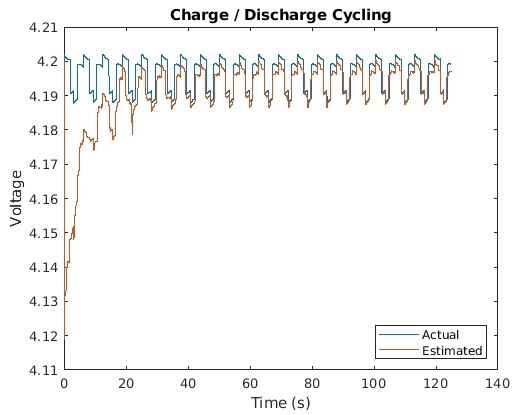 Charge / Discharge Cycling
4.21
4.2
4.19
4.18
4.17
4.16
4.15
4.14
4.13
4.12
4.11
Voltage
0 20 40 60 80 100 120 140
Time (s)
Actual
Estimated